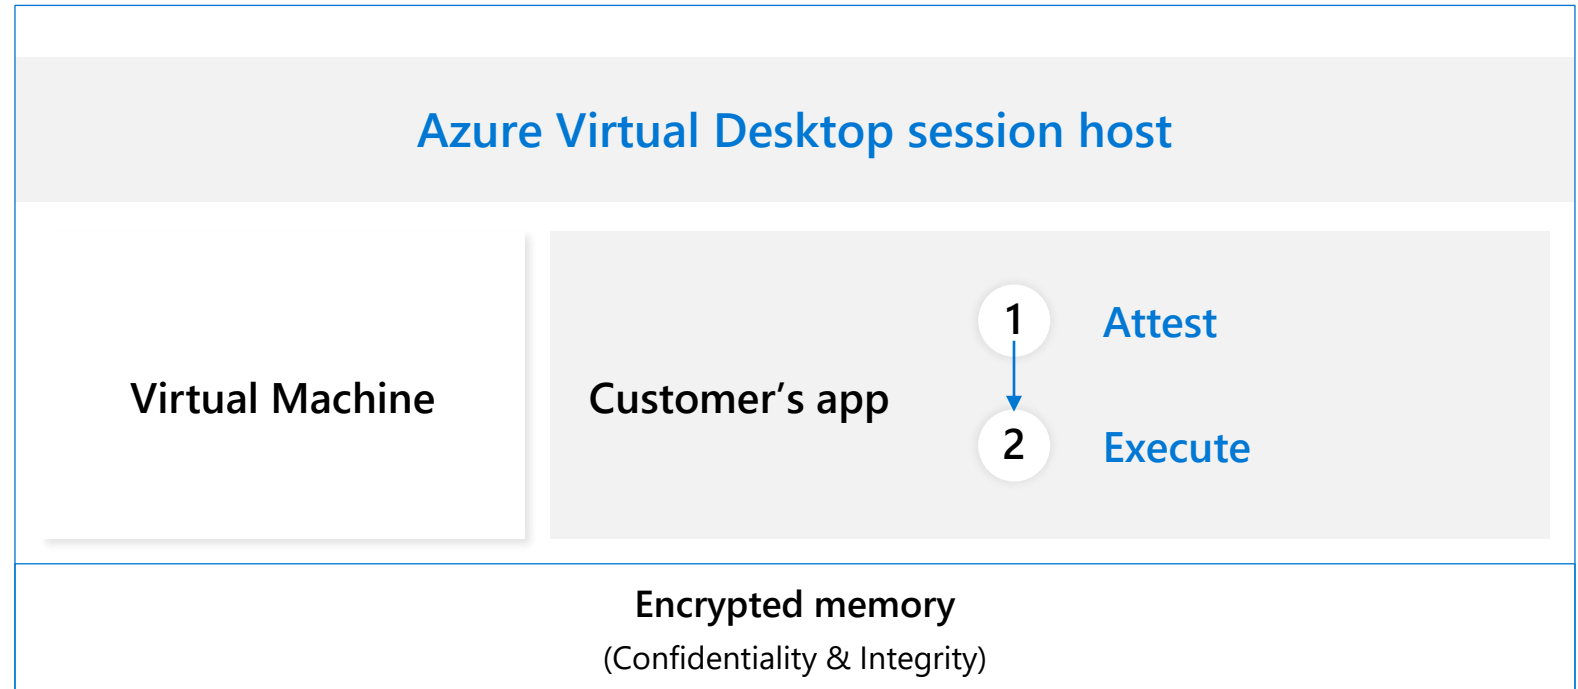 Azure Virtual Desktop session host
Virtual Machine
Customer’s app
1
Attest
2
Execute
Encrypted memory
(Confidentiality & Integrity)